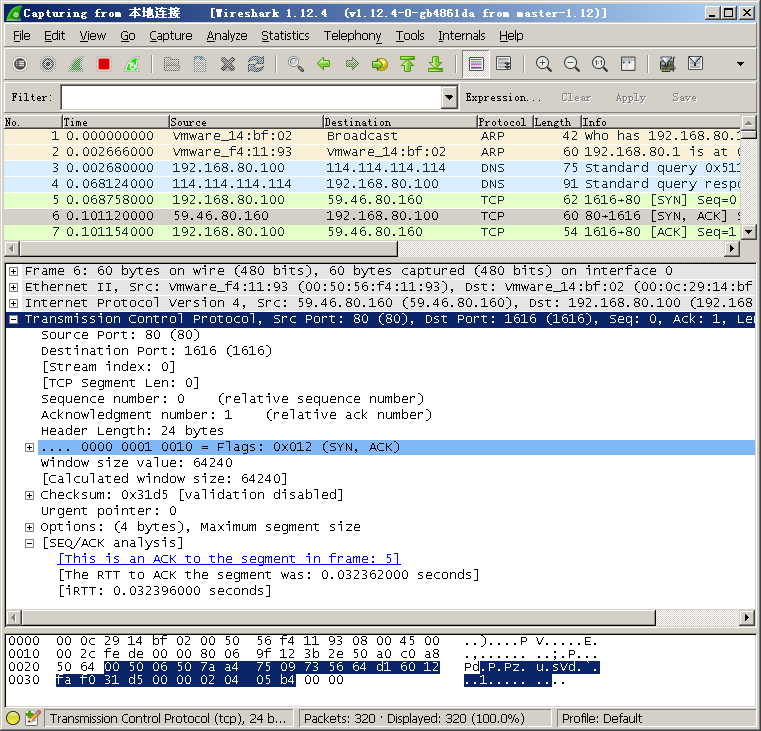 Capturing from 本地连接 [Wireshark 1.12.4 (v1.12.4-0-gb4861da from master-1.12)]
File Edit View Go Capture Analyze Statistics Telephony Tools Internals Help
Filter: Expression... Clear Apply Save
No. Time Source Destination Protocol Length Info
1 0.000000000 Vmware_14:bf:02 Broadcast ARP 42 Who has 192.168.80.1
2 0.002666000 Vmware_f4:11:93 Vmware_14:bf:02 ARP 60 192.168.80.1 is at 0
3 0.002680000 192.168.80.100 114.114.114.114 DNS 75 Standard query 0x511
4 0.068124000 114.114.114.114 192.168.80.100 DNS 91 Standard query respo
5 0.068758000 192.168.80.100 59.46.80.160 TCP 62 1616→80 [SYN] Seq=0
6 0.101120000 59.46.80.160 192.168.80.100 TCP 60 80→1616 [SYN, ACK] S
7 0.101154000 192.168.80.100 59.46.80.160 TCP 54 1616→80 [ACK] Seq=1
Frame 6: 60 bytes on wire (480 bits), 60 bytes captured (480 bits) on interface 0
Ethernet II, Src: Vmware_f4:11:93 (00:50:56:f4:11:93), Dst: Vmware_14:bf:02 (00:0c:29:14:bf
Internet Protocol Version 4, Src: 59.46.80.160 (59.46.80.160), Dst: 192.168.80.100 (192.168
Transmission Control Protocol, Src Port: 80 (80), Dst Port: 1616 (1616), Seq: 0, Ack: 1, Len
Source Port: 80 (80)
Destination Port: 1616 (1616)
[Stream index: 0]
[TCP Segment Len: 0]
Sequence number: 0 (relative sequence number)
Acknowledgment number: 1 (relative ack number)
Header Length: 24 bytes
.... 0000 0001 0010 = Flags: 0x012 (SYN, ACK)
Window size value: 64240
[Calculated window size: 64240]
Checksum: 0x31d5 [validation disabled]
Urgent pointer: 0
Options: (4 bytes), Maximum segment size
[SEQ/ACK analysis]
[This is an ACK to the segment in frame: 5]
[The RTT to ACK the segment was: 0.032362000 seconds]
[iRTT: 0.032396000 seconds]
0000 00 0c 29 14 bf 02 00 50 56 f4 11 93 08 00 45 00 ..)....P V.....E.
0010 00 2c fe de 00 00 80 06 9f 12 3b 2e 50 a0 c0 a8 .,...... ..;.P...
0020 50 64 00 50 06 50 7a a4 75 09 73 56 64 d1 60 12 Pd.P.Pz. u.sVd.`.
0030 fa f0 31 d5 00 00 02 04 05 b4 00 00 ..1..... ....
Transmission Control Protocol (tcp), 24 b... Packets: 320 · Displayed: 320 (100.0%) Profile: Default